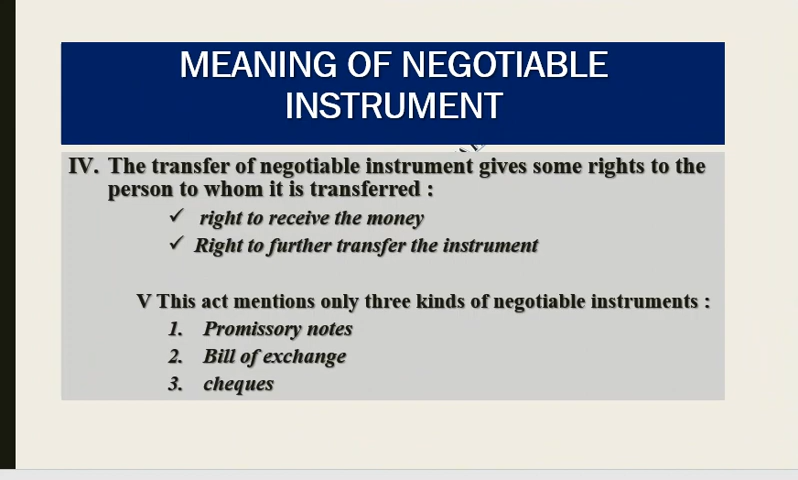 MEANING OF NEGOTIABLE
INSTRUMENT
IV. The transfer of negotiable instrument gives some rights to the
person to whom it is transferred :
✓ right to receive the money
✓ Right to further transfer the instrument
V This act mentions only three kinds of negotiable instruments :
1. Promissory notes
2. Bill of exchange
3. cheques